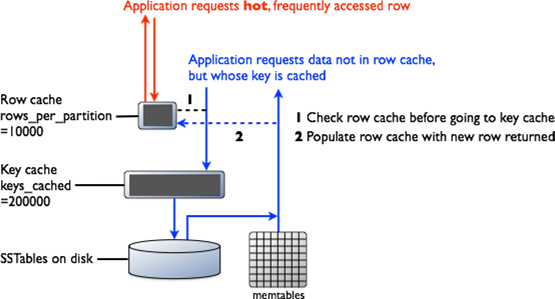 Application requests hot, frequently accessed row
Application requests data not in row cache,
but whose key is cached
Row cache
rows_per_partition
=10000
1
2
1 Check row cache before going to key cache
2 Populate row cache with new row returned
Key cache
keys_cached
=200000
SSTables on disk
memtables